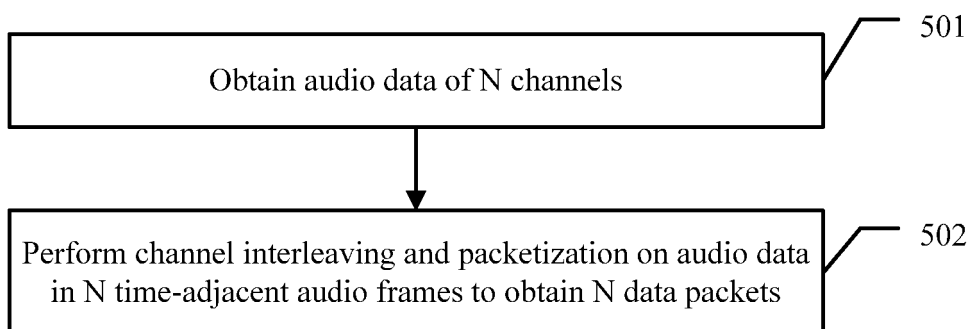 501
Obtain audio data of N channels
502
Perform channel interleaving and packetization on audio data
in N time-adjacent audio frames to obtain N data packets